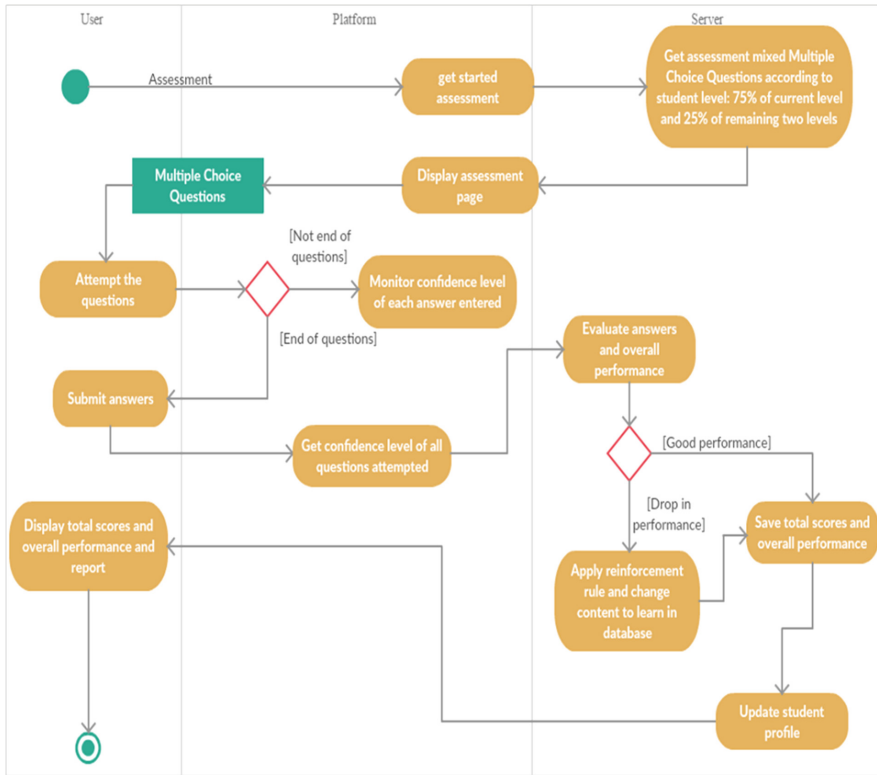 User
Platform
Server
Assessment
get started
assessment
Get assessment mixed Multiple
Choice Questions according to
student level: 75% of current level
and 25% of remaining two levels
Multiple Choice
Questions
Display assessment
page
[Not end of
questions]
Attempt the
questions
Monitor confidence level
of each answer entered
[End of questions]
Evaluate answers
and overall
performance
Submit answers
Get confidence level of all
questions attempted
[Good performance]
[Drop in
performance]
Display total scores and
overall performance and
report
Save total scores and
overall performance
Apply reinforcement
rule and change
content to learn in
database
Update student
profile